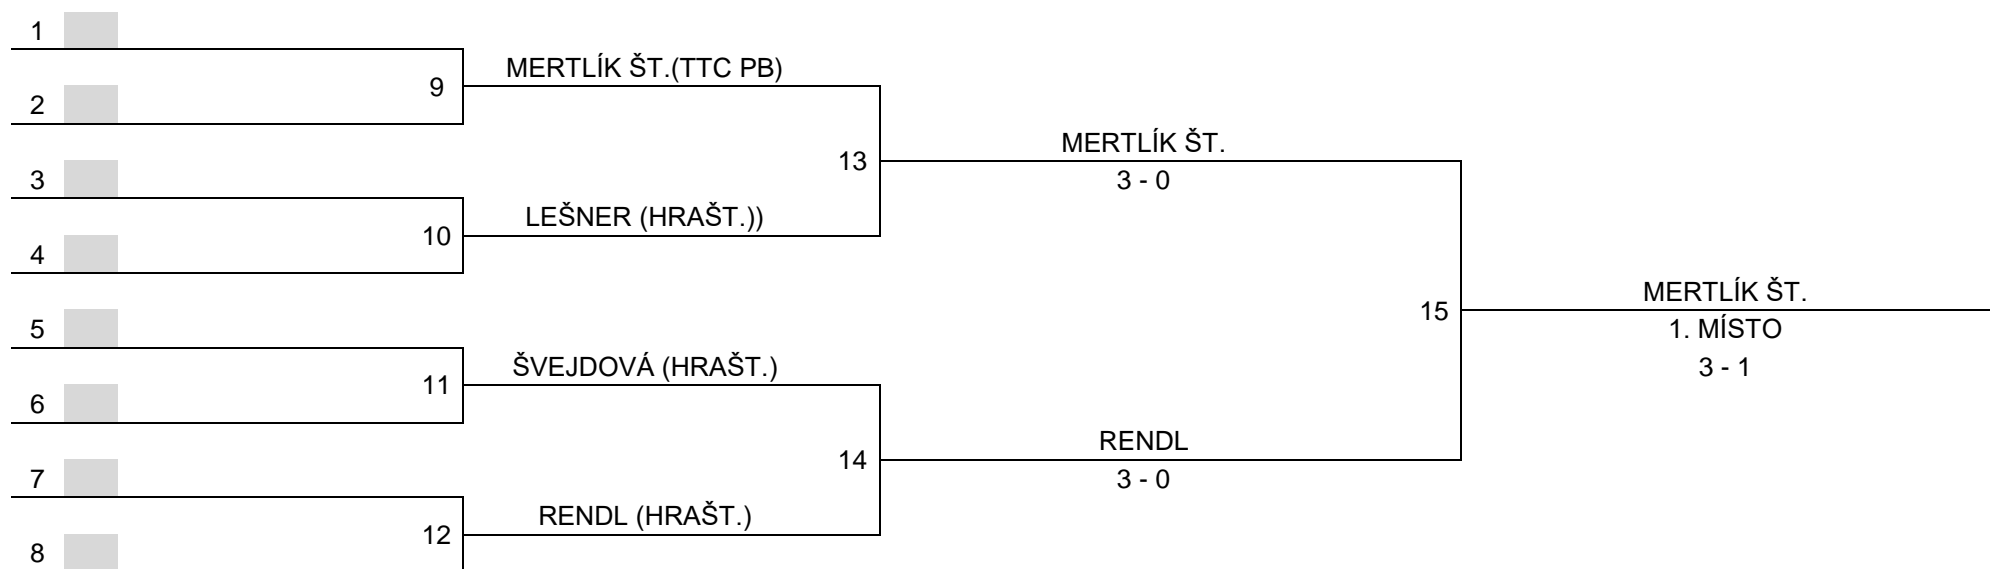 1
MERTLÍK ŠT.(TTC PB)
9
2
MERTLÍK ŠT.
13
3
3 - 0
LEŠNER (HRAŠT.))
10
4
MERTLÍK ŠT.
15
5
1. MÍSTO
ŠVEJDOVÁ (HRAŠT.)
3 - 1
11
6
RENDL
14
7
3 - 0
RENDL (HRAŠT.)
12
8